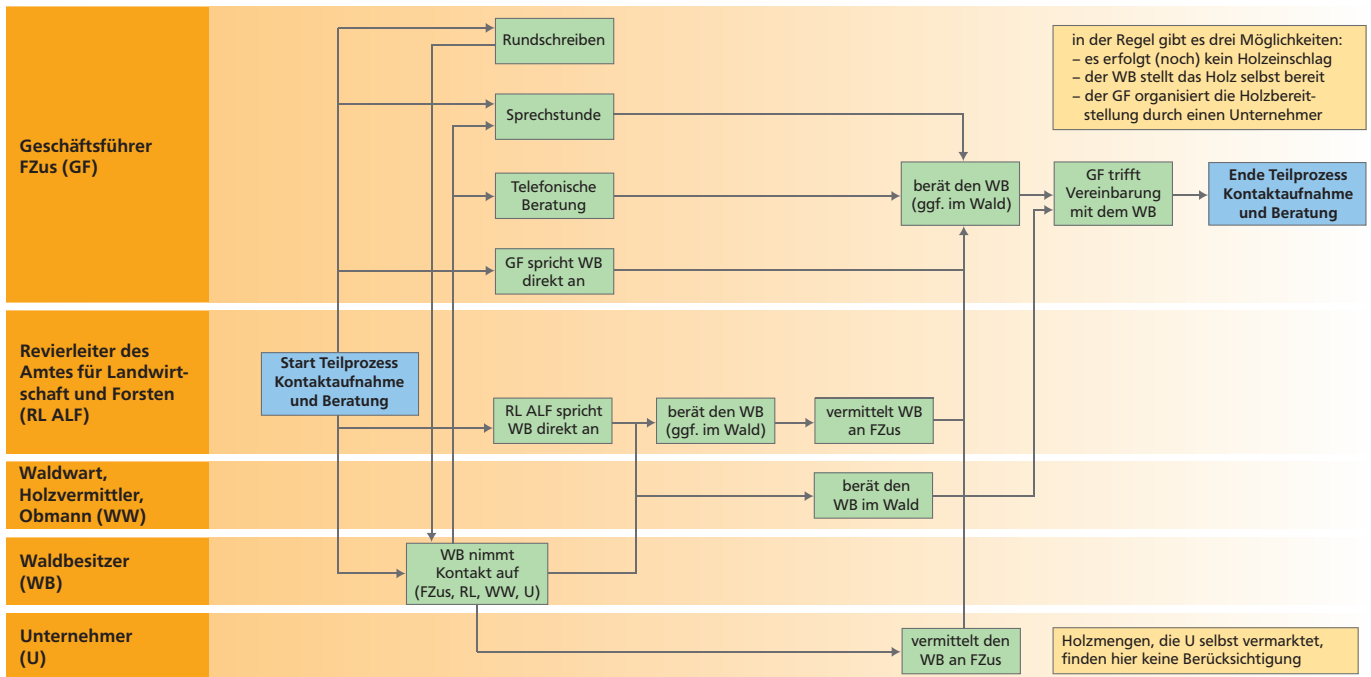 Geschäftsführer
FZus (GF)
Rundschreiben
Sprechstunde
Telefonische
Beratung
GF spricht WB
direkt an
berät den WB
(ggf. im Wald)
GF trifft
Vereinbarung
mit dem WB
Ende Teilprozess
Kontaktaufnahme
und Beratung
in der Regel gibt es drei Möglichkeiten:
– es erfolgt (noch) kein Holzeinschlag
– der WB stellt das Holz selbst bereit
– der GF organisiert die Holzbereit-
stellung durch einen Unternehmer
Revierleiter des
Amtes für Landwirt-
schaft und Forsten
(RL ALF)
Start Teilprozess
Kontaktaufnahme
und Beratung
RL ALF spricht
WB direkt an
berät den WB
(ggf. im Wald)
vermittelt WB
an FZus
Waldwart,
Holzvermittler,
Obmann (WW)
berät den
WB im Wald
Waldbesitzer
(WB)
WB nimmt
Kontakt auf
(FZus, RL, WW, U)
Unternehmer
(U)
vermittelt den
WB an FZus
Holzmengen, die U selbst vermarktet,
finden hier keine Berücksichtigung